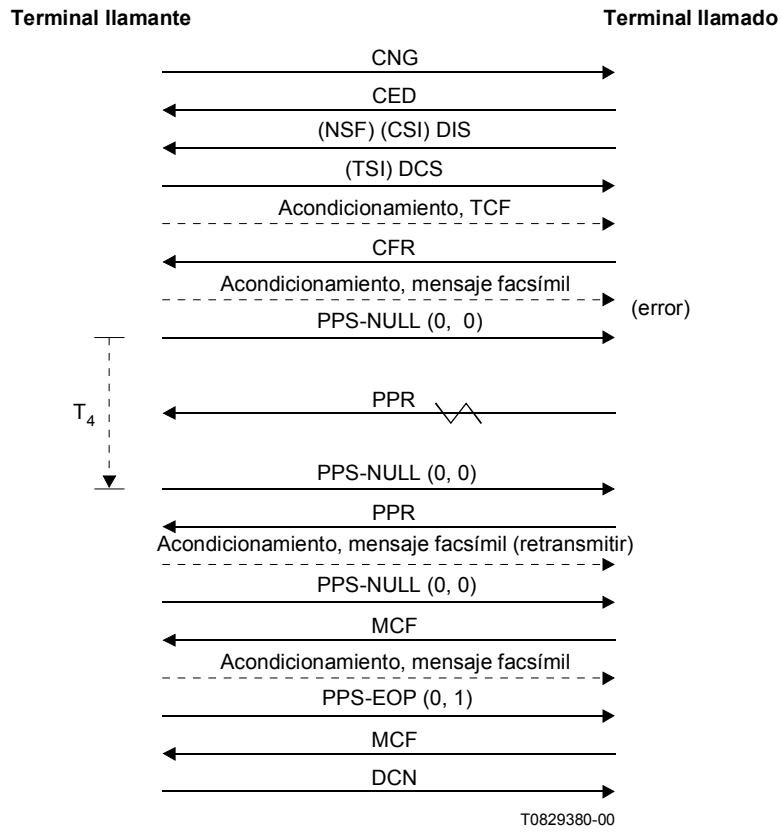 Terminal llamante Terminal llamado
CNG
CED
(NSF) (CSI) DIS
(TSI) DCS
Acondicionamiento, TCF
CFR
Acondicionamiento, mensaje facsímil
(error)
PPS-NULL (0, 0)
T4
PPR
PPS-NULL (0, 0)
PPR
Acondicionamiento, mensaje facsímil (retransmitir)
PPS-NULL (0, 0)
MCF
Acondicionamiento, mensaje facsímil
PPS-EOP (0, 1)
MCF
DCN
T0829380-00